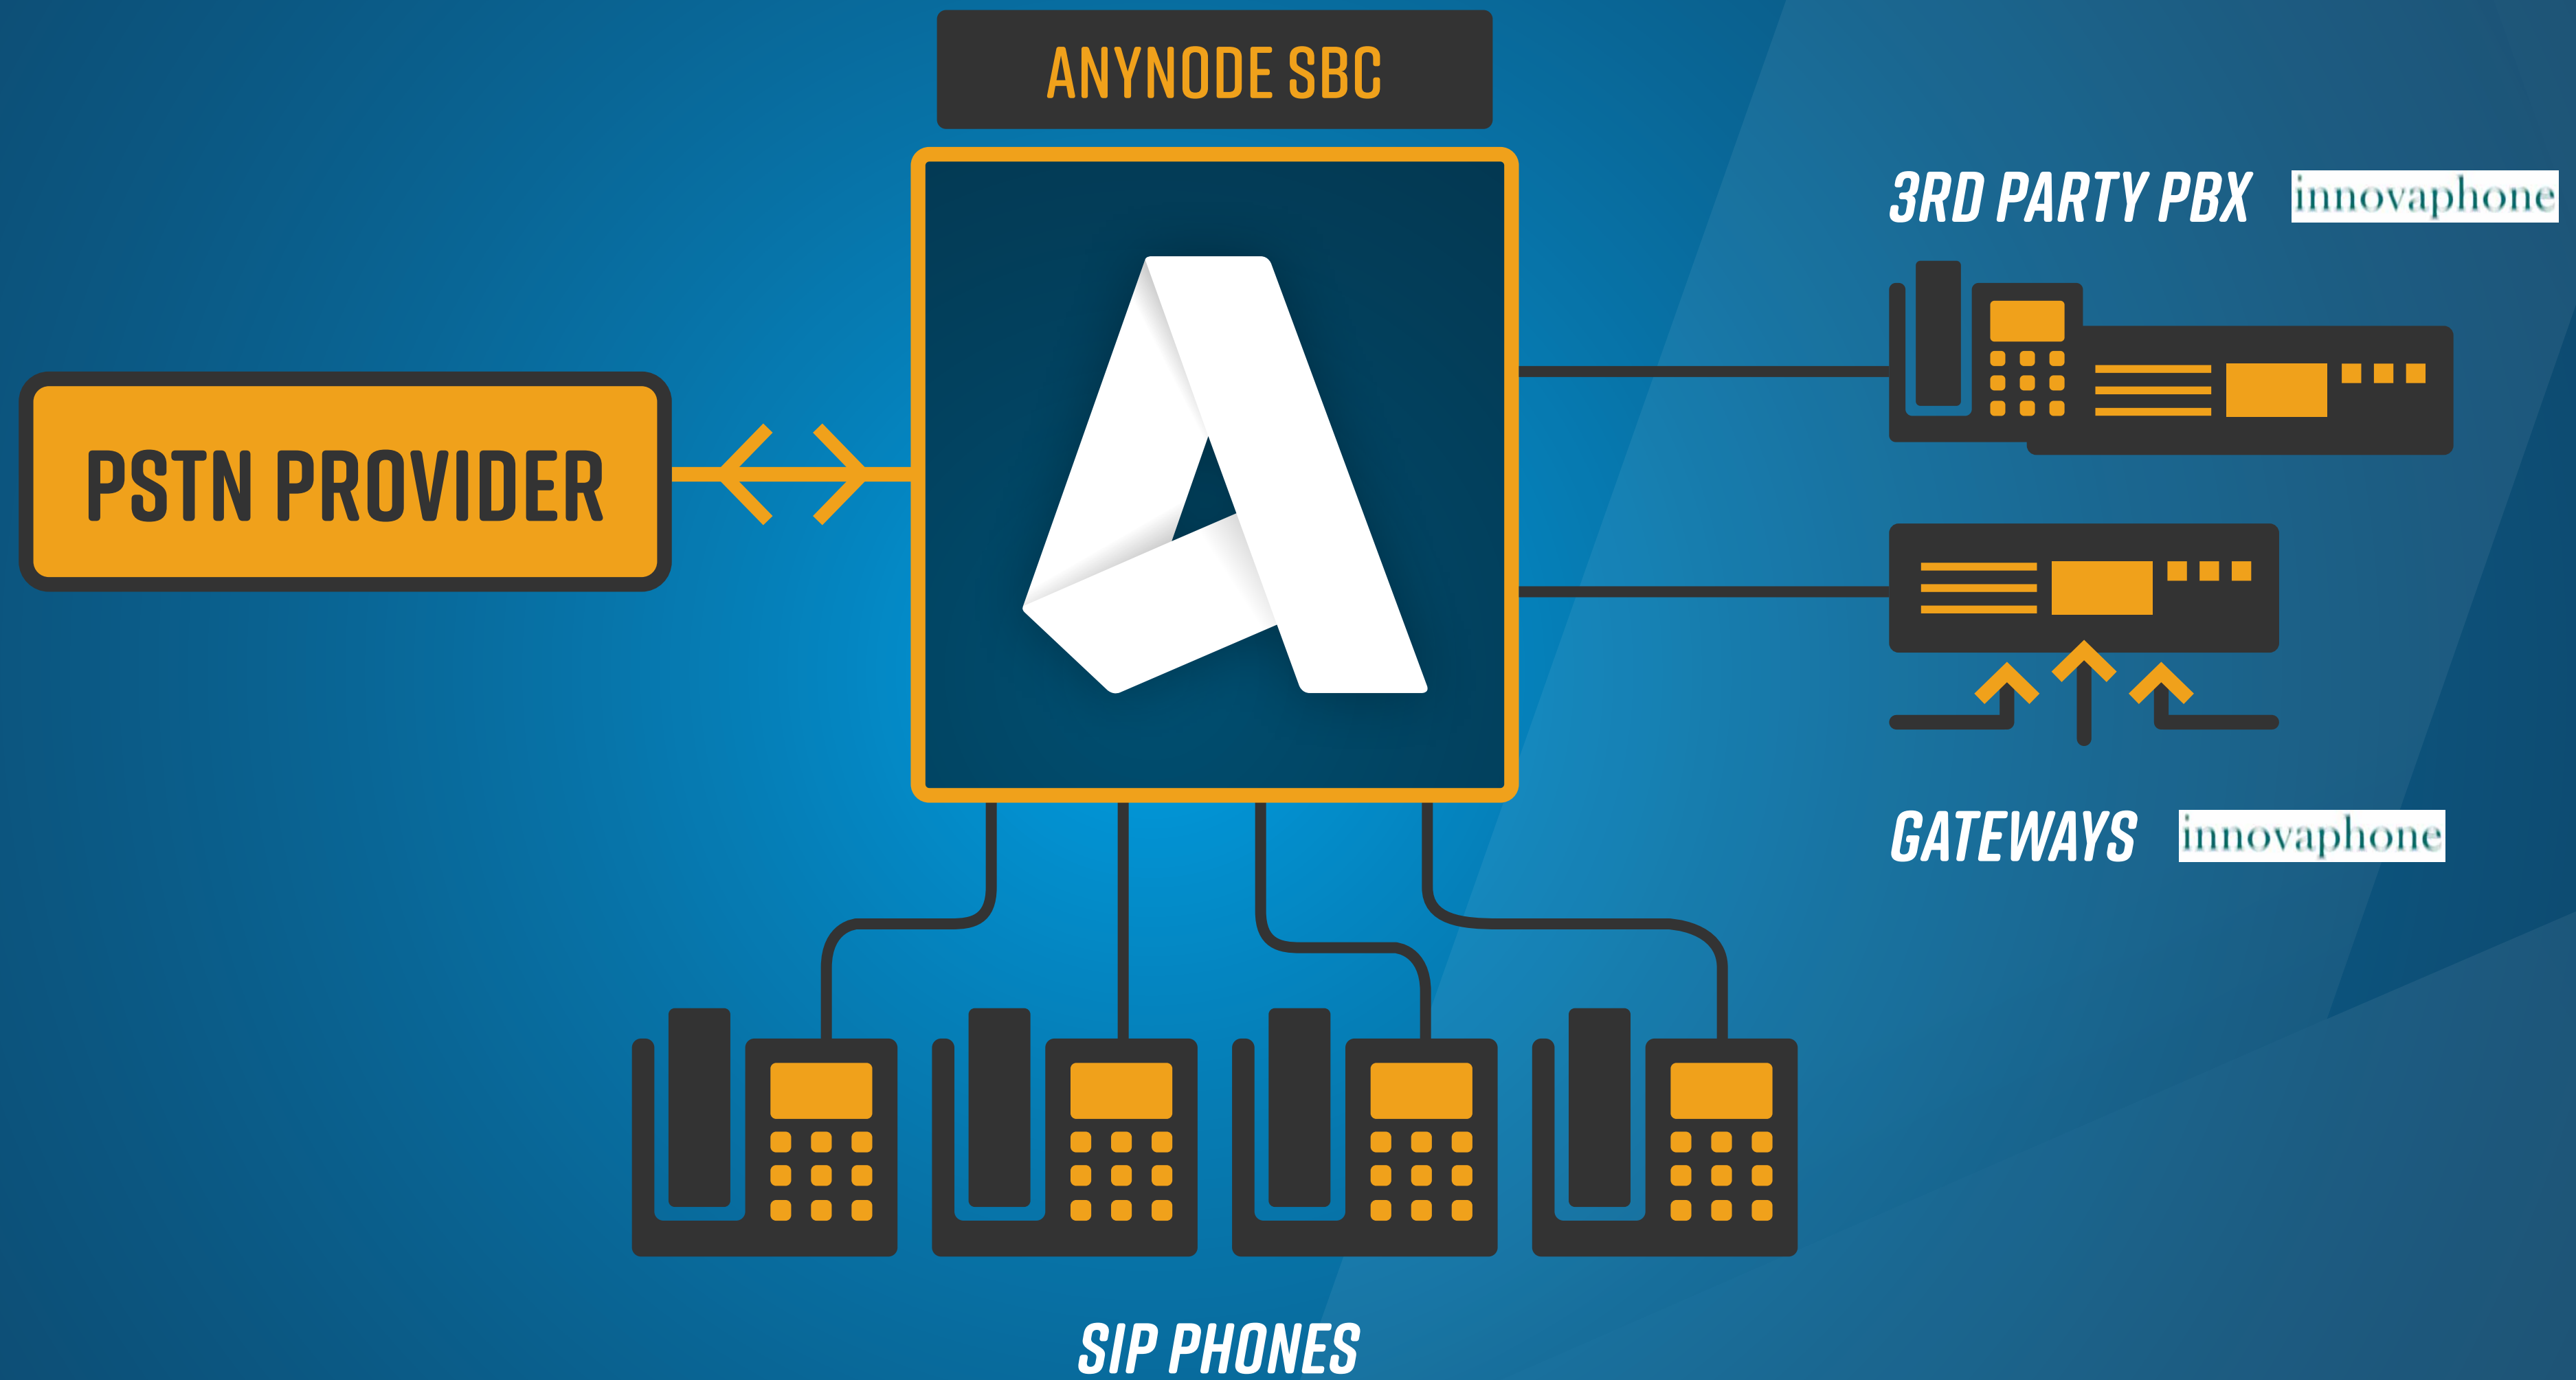 ANYNODE SBC
3RD PARTY PBX innovaphone
PSTN PROVIDER
GATEWAYS innovaphone
SIP PHONES